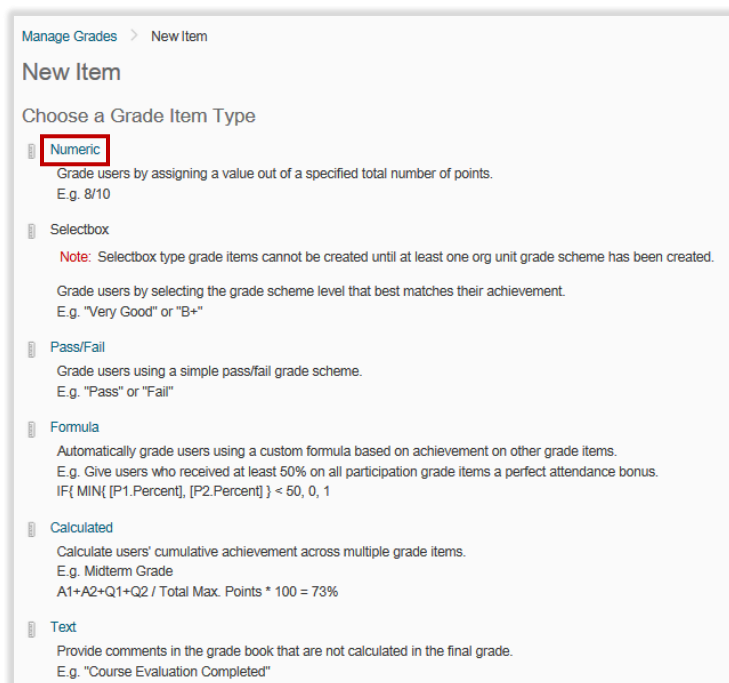 Manage Grades > New Item
New Item
Choose a Grade Item Type
Numeric
Grade users by assigning a value out of a specified total number of points.
E.g. 8/10
Selectbox
Note: Selectbox type grade items cannot be created until at least one org unit grade scheme has been created.
Grade users by selecting the grade scheme level that best matches their achievement.
E.g. "Very Good" or "B+"
Pass/Fail
Grade users using a simple pass/fail grade scheme.
E.g. "Pass" or "Fail"
Formula
Automatically grade users using a custom formula based on achievement on other grade items.
E.g. Give users who received at least 50% on all participation grade items a perfect attendance bonus.
IF{ MIN{ [P1.Percent], [P2.Percent] } < 50, 0, 1
Calculated
Calculate users' cumulative achievement across multiple grade items.
E.g. Midterm Grade
A1+A2+Q1+Q2 / Total Max. Points * 100 = 73%
Text
Provide comments in the grade book that are not calculated in the final grade.
E.g. "Course Evaluation Completed"